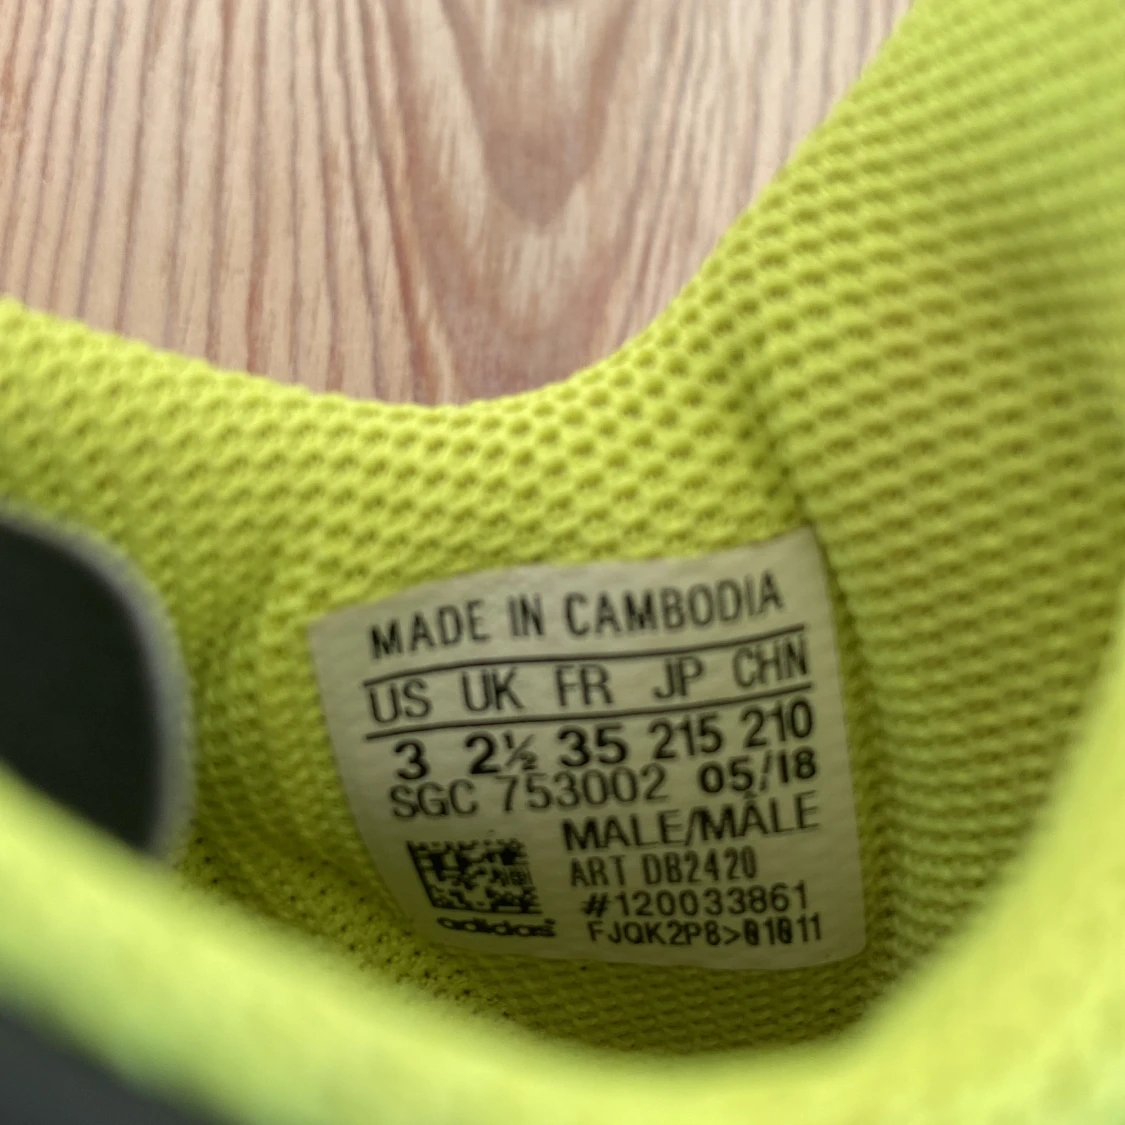 MADE IN CAMBODIA
US UK FR JP CHN
3 2½ 35 215 210
SGC 753002 05/18
MALE/MÂLE
ART DB2420
#120033861
FJQK2P8>01011
adidas